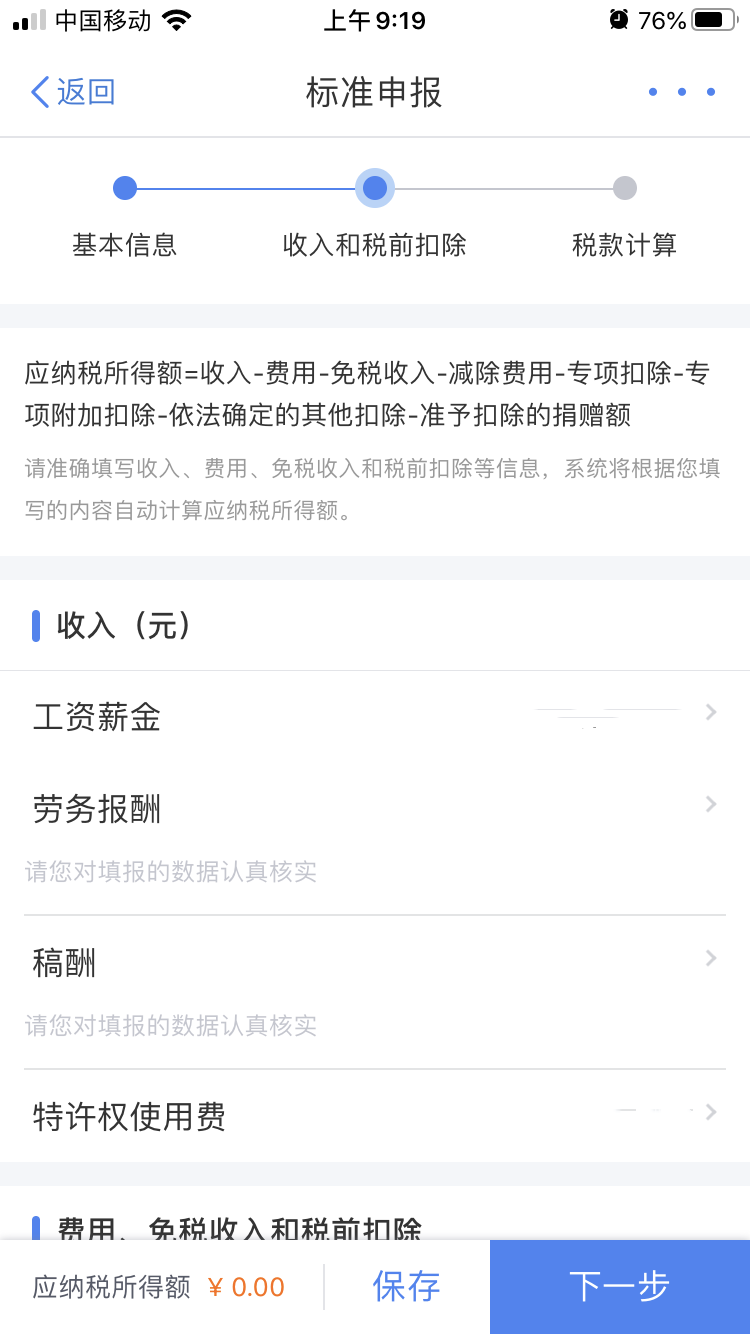 中国移动 上午9:19 76%
返回 标准申报
基本信息 收入和税前扣除 税款计算
应纳税所得额=收入-费用-免税收入-减除费用-专项扣除-专
项附加扣除-依法确定的其他扣除-准予扣除的捐赠额
请准确填写收入、费用、免税收入和税前扣除等信息，系统将根据您填
写的内容自动计算应纳税所得额。
收入（元）
工资薪金
劳务报酬
请您对填报的数据认真核实
稿酬
请您对填报的数据认真核实
特许权使用费
费用、免税收入和税前扣除
应纳税所得额 ¥ 0.00 保存 下一步